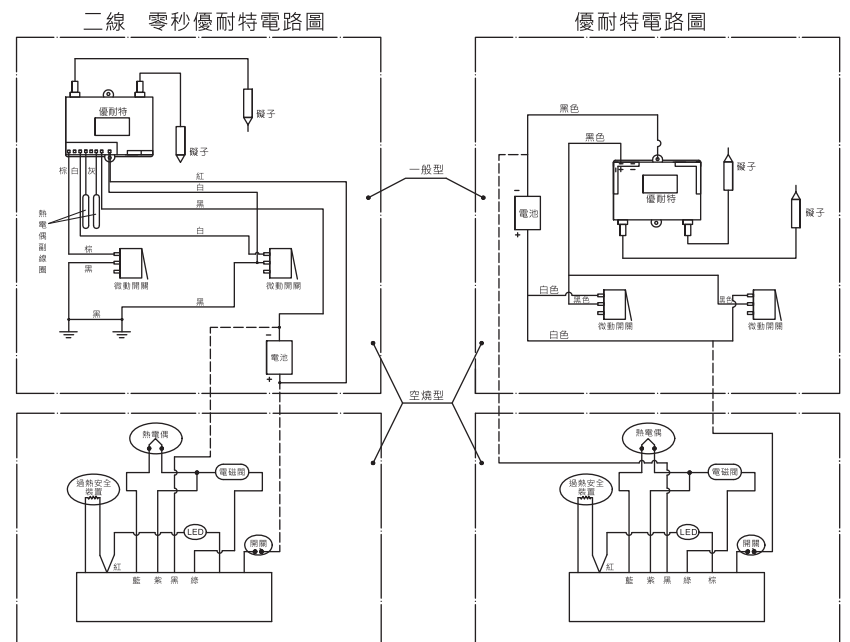 二線 零秒優耐特電路圖
優耐特
礙子
礙子
棕 白 灰
紅
白
黑
白
熱電偶副線圈
棕
黑
微動開關
微動開關
黑
黑
−
電池
+
一般型
空燒型
熱電偶
過熱安全裝置
電磁閥
LED
開關
紅 藍 紫 黑 綠
優耐特電路圖
黑色
黑色
優耐特
礙子
礙子
−
電池
+
白色
黑色
黑色
微動開關
微動開關
白色
熱電偶
過熱安全裝置
電磁閥
LED
開關
紅 藍 紫 黑 綠 棕